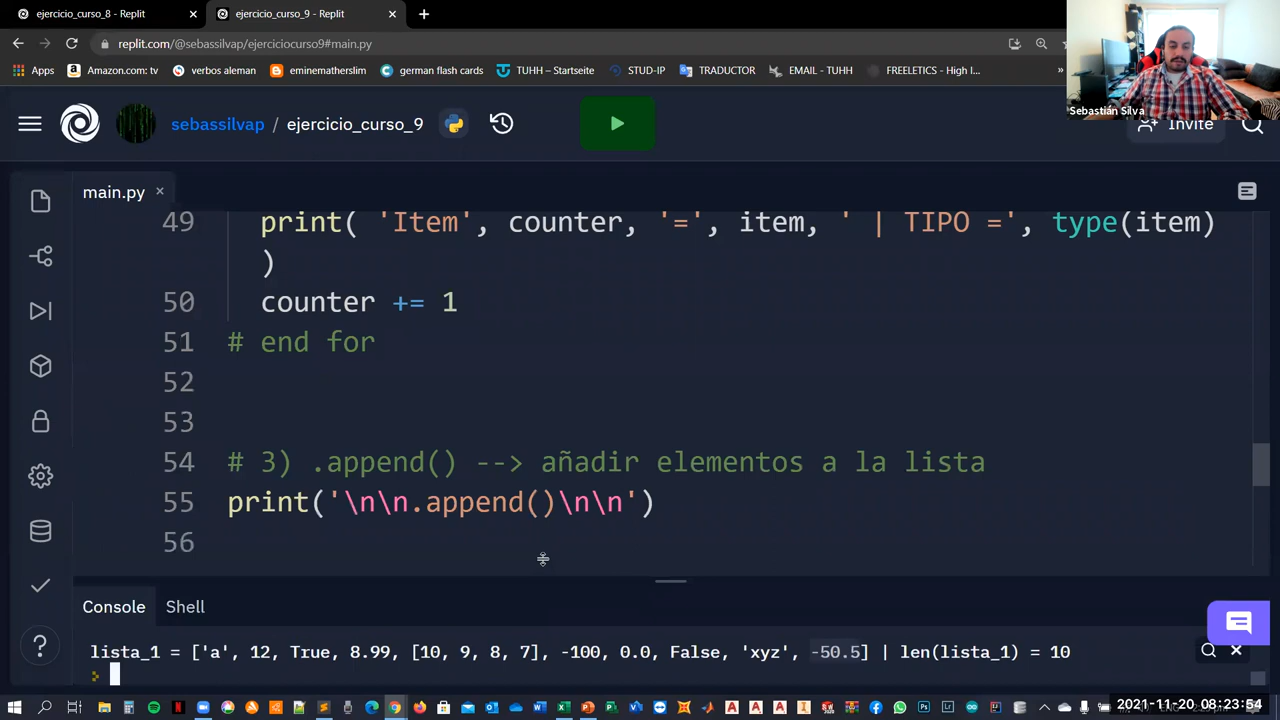 ejercicio_curso_8 - Replit
ejercicio_curso_9 - Replit
replit.com/@sebassilvap/ejerciciocurso9#main.py
Apps
Amazon.com: tv
verbos aleman
eminematherslim
german flash card
TUHH – Startseite
STUD-IP
TRADUCTOR
EMAIL - TUHH
FREELETICS - High I...
»
Sebastián Silva
sebassilvap / ejercicio_curso_9
Invite
main.py
49 print( 'Item', counter, '=', item, ' | TIPO =', type(item)
)
50 counter += 1
51 # end for
52
53
54 # 3) .append() --> añadir elementos a la lista
55 print('\n\n.append()\n\n')
56
Console
Shell
lista_1 = ['a', 12, True, 8.99, [10, 9, 8, 7], -100, 0.0, False, 'xyz', -50.5] | len(lista_1) = 10
2021-11-20 08:23:54